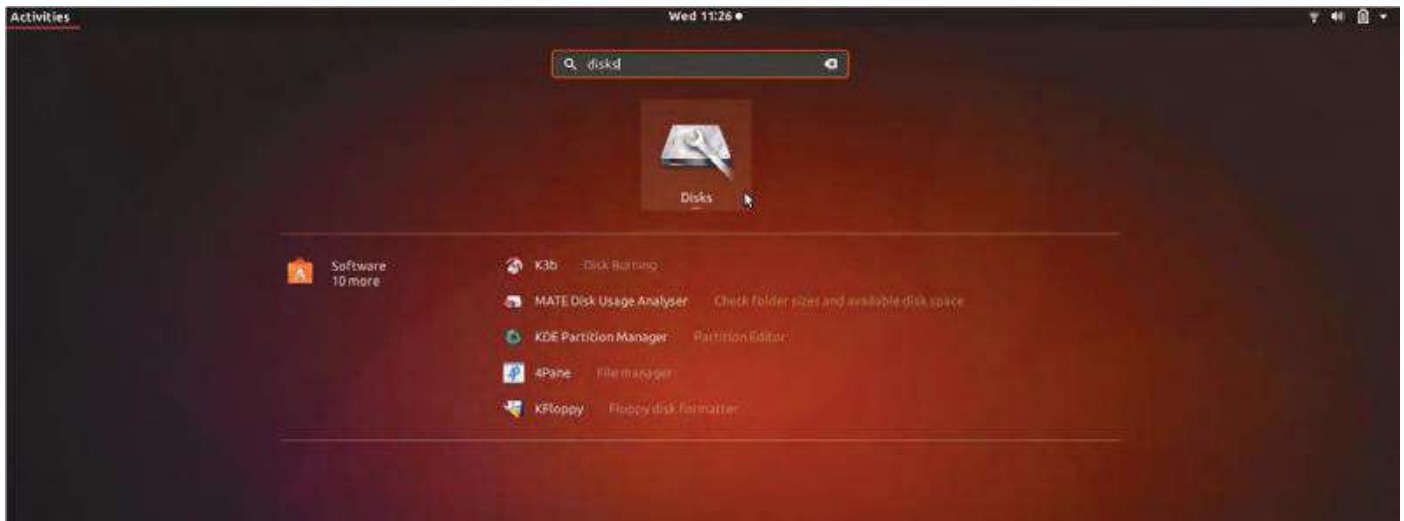 Activities
Wed 11:26
disks
Disks
Software
10 more
K3b Disk Burning
MATE Disk Usage Analyser Check folder sizes and available disk space
KDE Partition Manager Partition Editor
4Pane File manager
KFloppy Floppy disk formatter